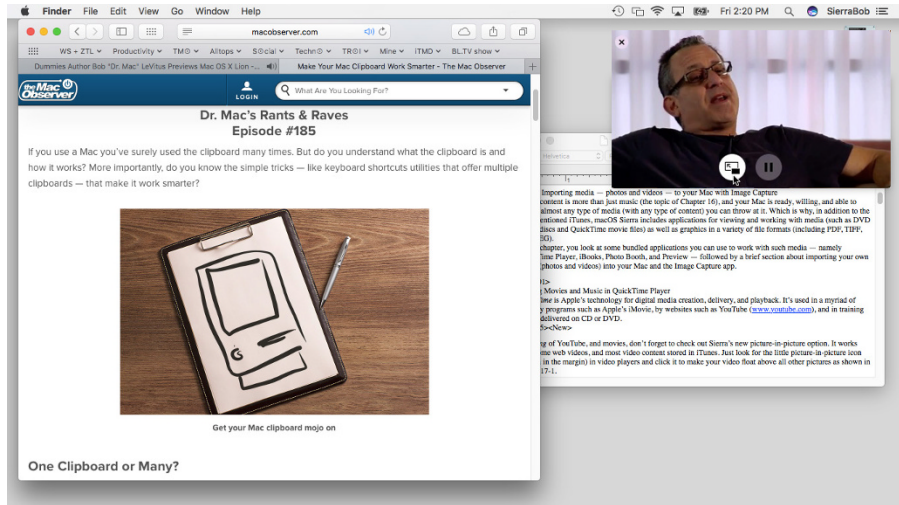 Finder File Edit View Go Window Help
Fri 2:20 PM SierraBob
macobserver.com
WS + ZTL Productivity TMO Alltops Social Techno TROI Mine iTMD BL.TV show
Dummies Author Bob "Dr. Mac" LeVitus Previews Mac OS X Lion -...
Make Your Mac Clipboard Work Smarter - The Mac Observer
the Mac Observer
LOGIN
What Are You Looking For?
Dr. Mac's Rants & Raves
Episode #185
If you use a Mac you've surely used the clipboard many times. But do you understand what the clipboard is and
how it works? More importantly, do you know the simple tricks — like keyboard shortcuts utilities that offer multiple
clipboards — that make it work smarter?
Get your Mac clipboard mojo on
One Clipboard or Many?
Helvetica
Importing media — photos and videos — to your Mac with Image Capture
content is more than just music (the topic of Chapter 16), and your Mac is ready, willing, and able to
almost any type of media (with any type of content) you can throw at it. Which is why, in addition to the
entioned iTunes, macOS Sierra includes applications for viewing and working with media (such as DVD
discs and QuickTime movie files) as well as graphics in a variety of file formats (including PDF, TIFF,
EG).
chapter, you look at some bundled applications you can use to work with such media — namely
ime Player, iBooks, Photo Booth, and Preview — followed by a brief section about importing your own
(photos and videos) into your Mac and the Image Capture app.
Movies and Music in QuickTime Player
ime is Apple's technology for digital media creation, delivery, and playback. It's used in a myriad of
y programs such as Apple's iMovie, by websites such as YouTube (www.youtube.com), and in training
delivered on CD or DVD.
><New>
ng of YouTube, and movies, don't forget to check out Sierra's new picture-in-picture option. It works
me web videos, and most video content stored in iTunes. Just look for the little picture-in-picture icon
in the margin) in video players and click it to make your video float above all other pictures as shown in
17-1.